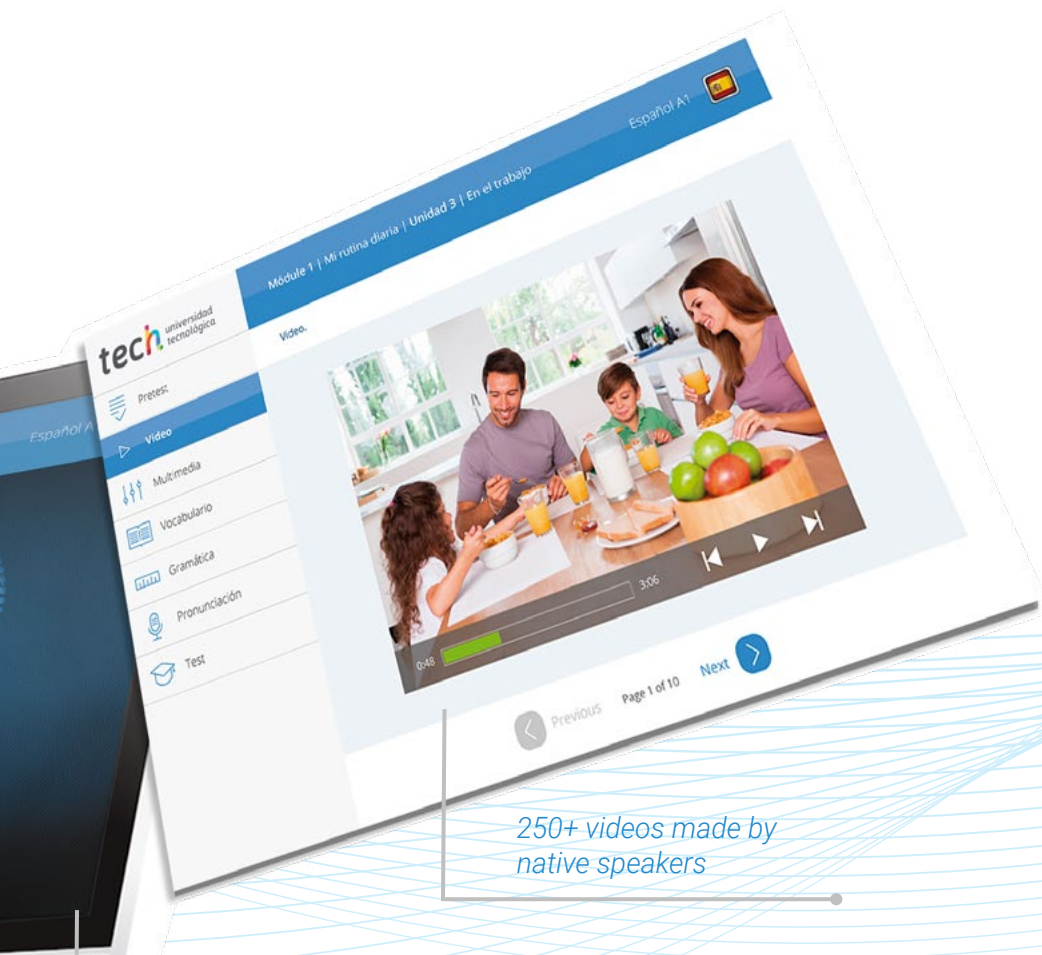 Español A1
Módule 1 | Mi rutina diaria | Unidad 3 | En el trabajo
tech universidad
tecnológica
Video.
Pretest
Video
Multimedia
Vocabulario
Gramática
Pronunciación
Test
0:48
3:06
Previous
Page 1 of 10
Next
Español A
250+ videos made by
native speakers